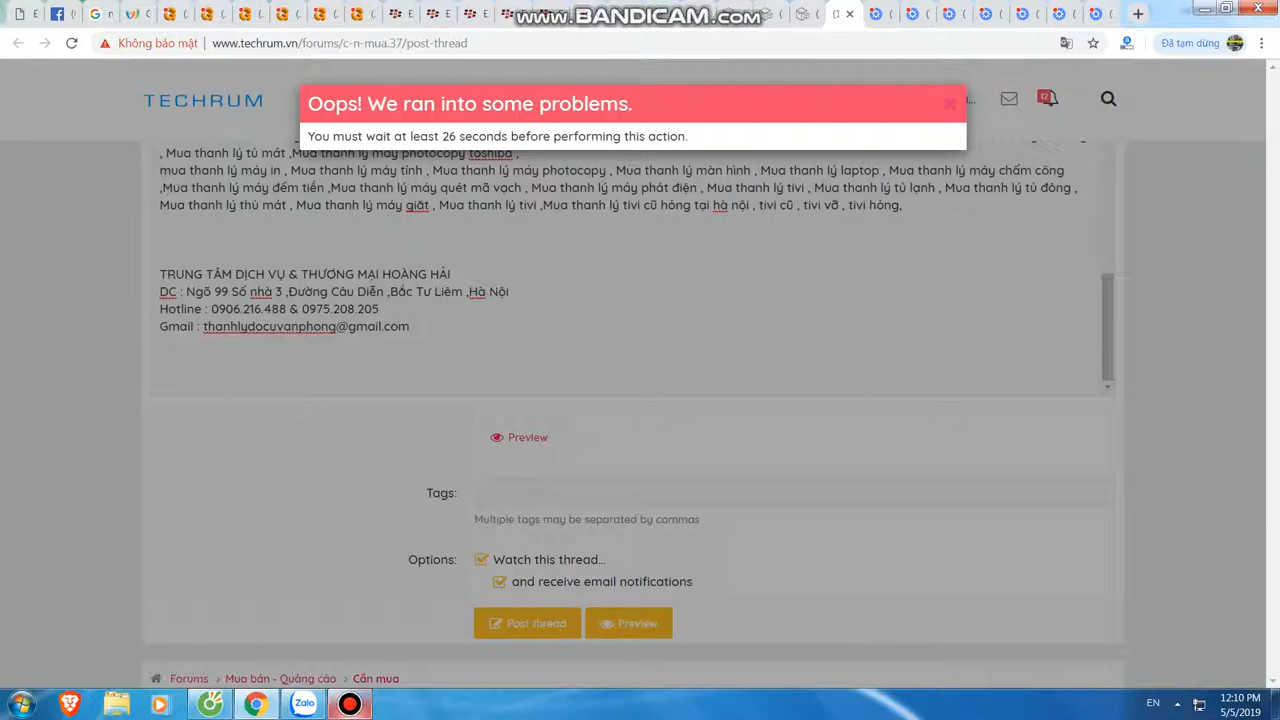 www.BANDICAM.com
Không bảo mật
www.techrum.vn/forums/c-n-mua.37/post-thread
Đã tạm dừng
TECHRUM
12
Oops! We ran into some problems.
You must wait at least 26 seconds before performing this action.
, Mua thanh lý tủ mát ,Mua thanh lý máy photocopy toshiba ,
mua thanh lý máy in , Mua thanh lý máy tính , Mua thanh lý máy photocopy , Mua thanh lý màn hình , Mua thanh lý laptop , Mua thanh lý máy chấm công
,Mua thanh lý máy đếm tiền ,Mua thanh lý máy quét mã vạch , Mua thanh lý máy phát điện , Mua thanh lý tivi , Mua thanh lý tủ lạnh , Mua thanh lý tủ đông ,
Mua thanh lý thủ mát , Mua thanh lý máy giặt , Mua thanh lý tivi ,Mua thanh lý tivi cũ hỏng tại hà nội , tivi cũ , tivi vỡ , tivi hỏng,
TRUNG TÂM DỊCH VỤ & THƯƠNG MẠI HOÀNG HẢI
DC : Ngõ 99 Số nhà 3 ,Đường Cầu Diễn ,Bắc Từ Liêm ,Hà Nội
Hotline : 0906.216.488 & 0975.208.205
Gmail : thanhlydocuvanphong@gmail.com
Preview
Tags:
Multiple tags may be separated by commas
Options:
Watch this thread...
and receive email notifications
Post thread
Preview
Forums
Mua bán - Quảng cáo
Cần mua
Zalo
EN
12:10 PM
5/5/2019